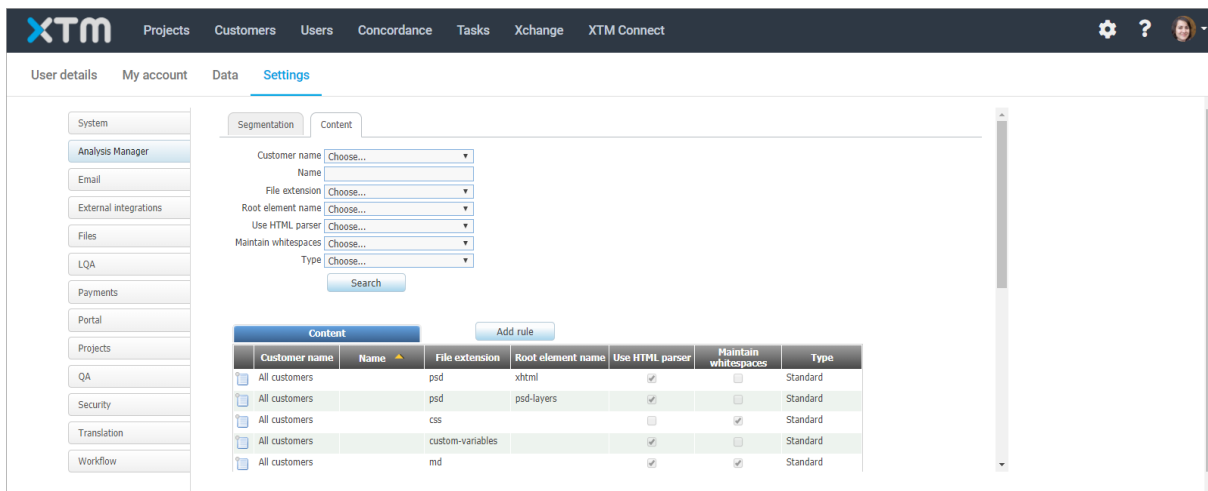 XTM Projects Customers Users Concordance Tasks Xchange XTM Connect ?
User details My account Data Settings
System
Analysis Manager
Email
External integrations
Files
LQA
Payments
Portal
Projects
QA
Security
Translation
Workflow
Segmentation Content
Customer name Choose...
Name
File extension Choose...
Root element name Choose...
Use HTML parser Choose...
Maintain whitespaces Choose...
Type Choose...
Search
Content Add rule
Customer name Name File extension Root element name Use HTML parser Maintain whitespaces Type
All customers psd xhtml Standard
All customers psd psd-layers Standard
All customers css Standard
All customers custom-variables Standard
All customers md Standard